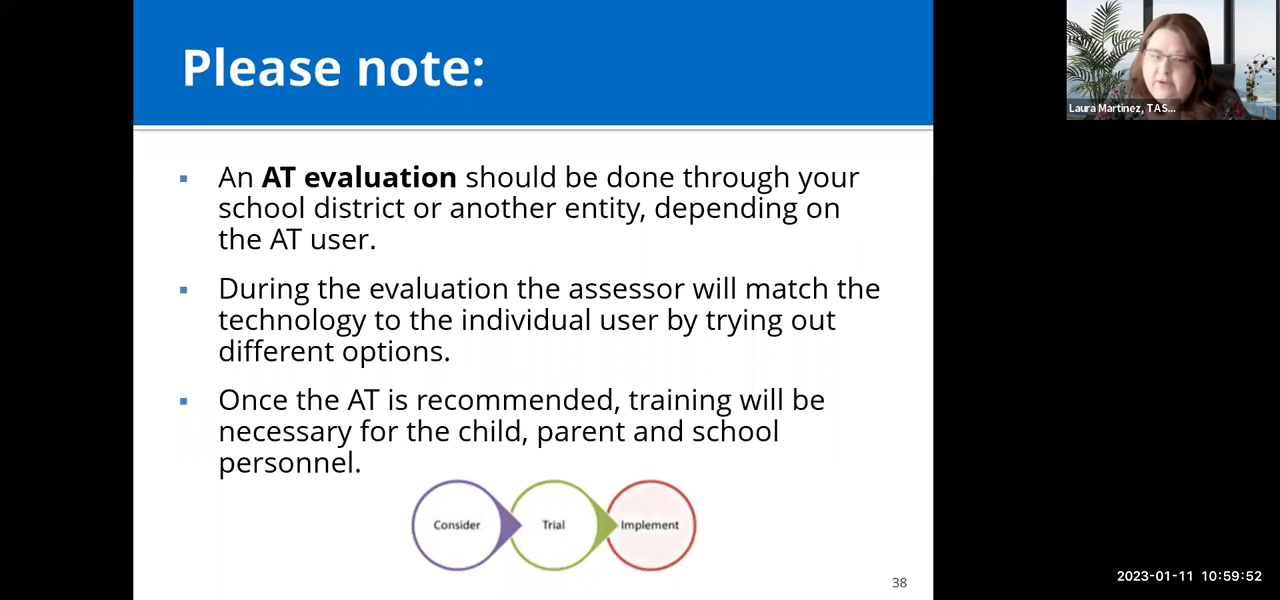 Please note:
Laura Martinez, TAS...
▪ An AT evaluation should be done through your
school district or another entity, depending on
the AT user.
▪ During the evaluation the assessor will match the
technology to the individual user by trying out
different options.
▪ Once the AT is recommended, training will be
necessary for the child, parent and school
personnel.
Consider Trial Implement
38
2023-01-11 10:59:52